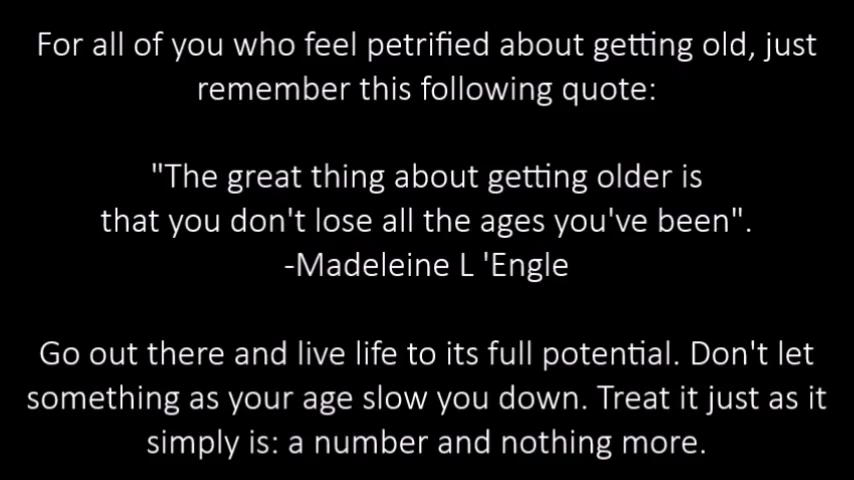 For all of you who feel petrified about getting old, just
remember this following quote:
"The great thing about getting older is
that you don't lose all the ages you've been".
-Madeleine L 'Engle
Go out there and live life to its full potential. Don't let
something as your age slow you down. Treat it just as it
simply is: a number and nothing more.